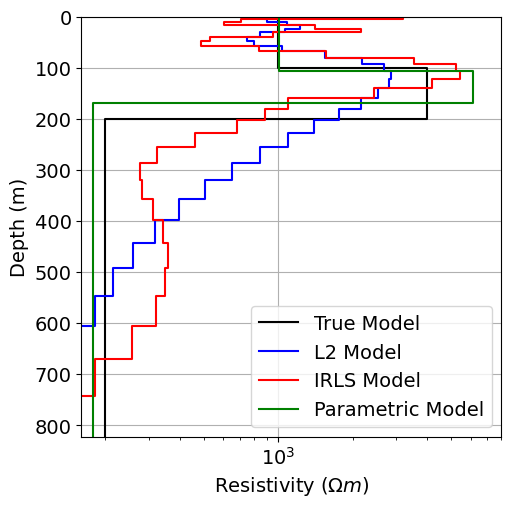 0
100
200
300
400
500
600
700
800
Depth (m)
True Model
L2 Model
IRLS Model
Parametric Model
10³
Resistivity (Ωm)